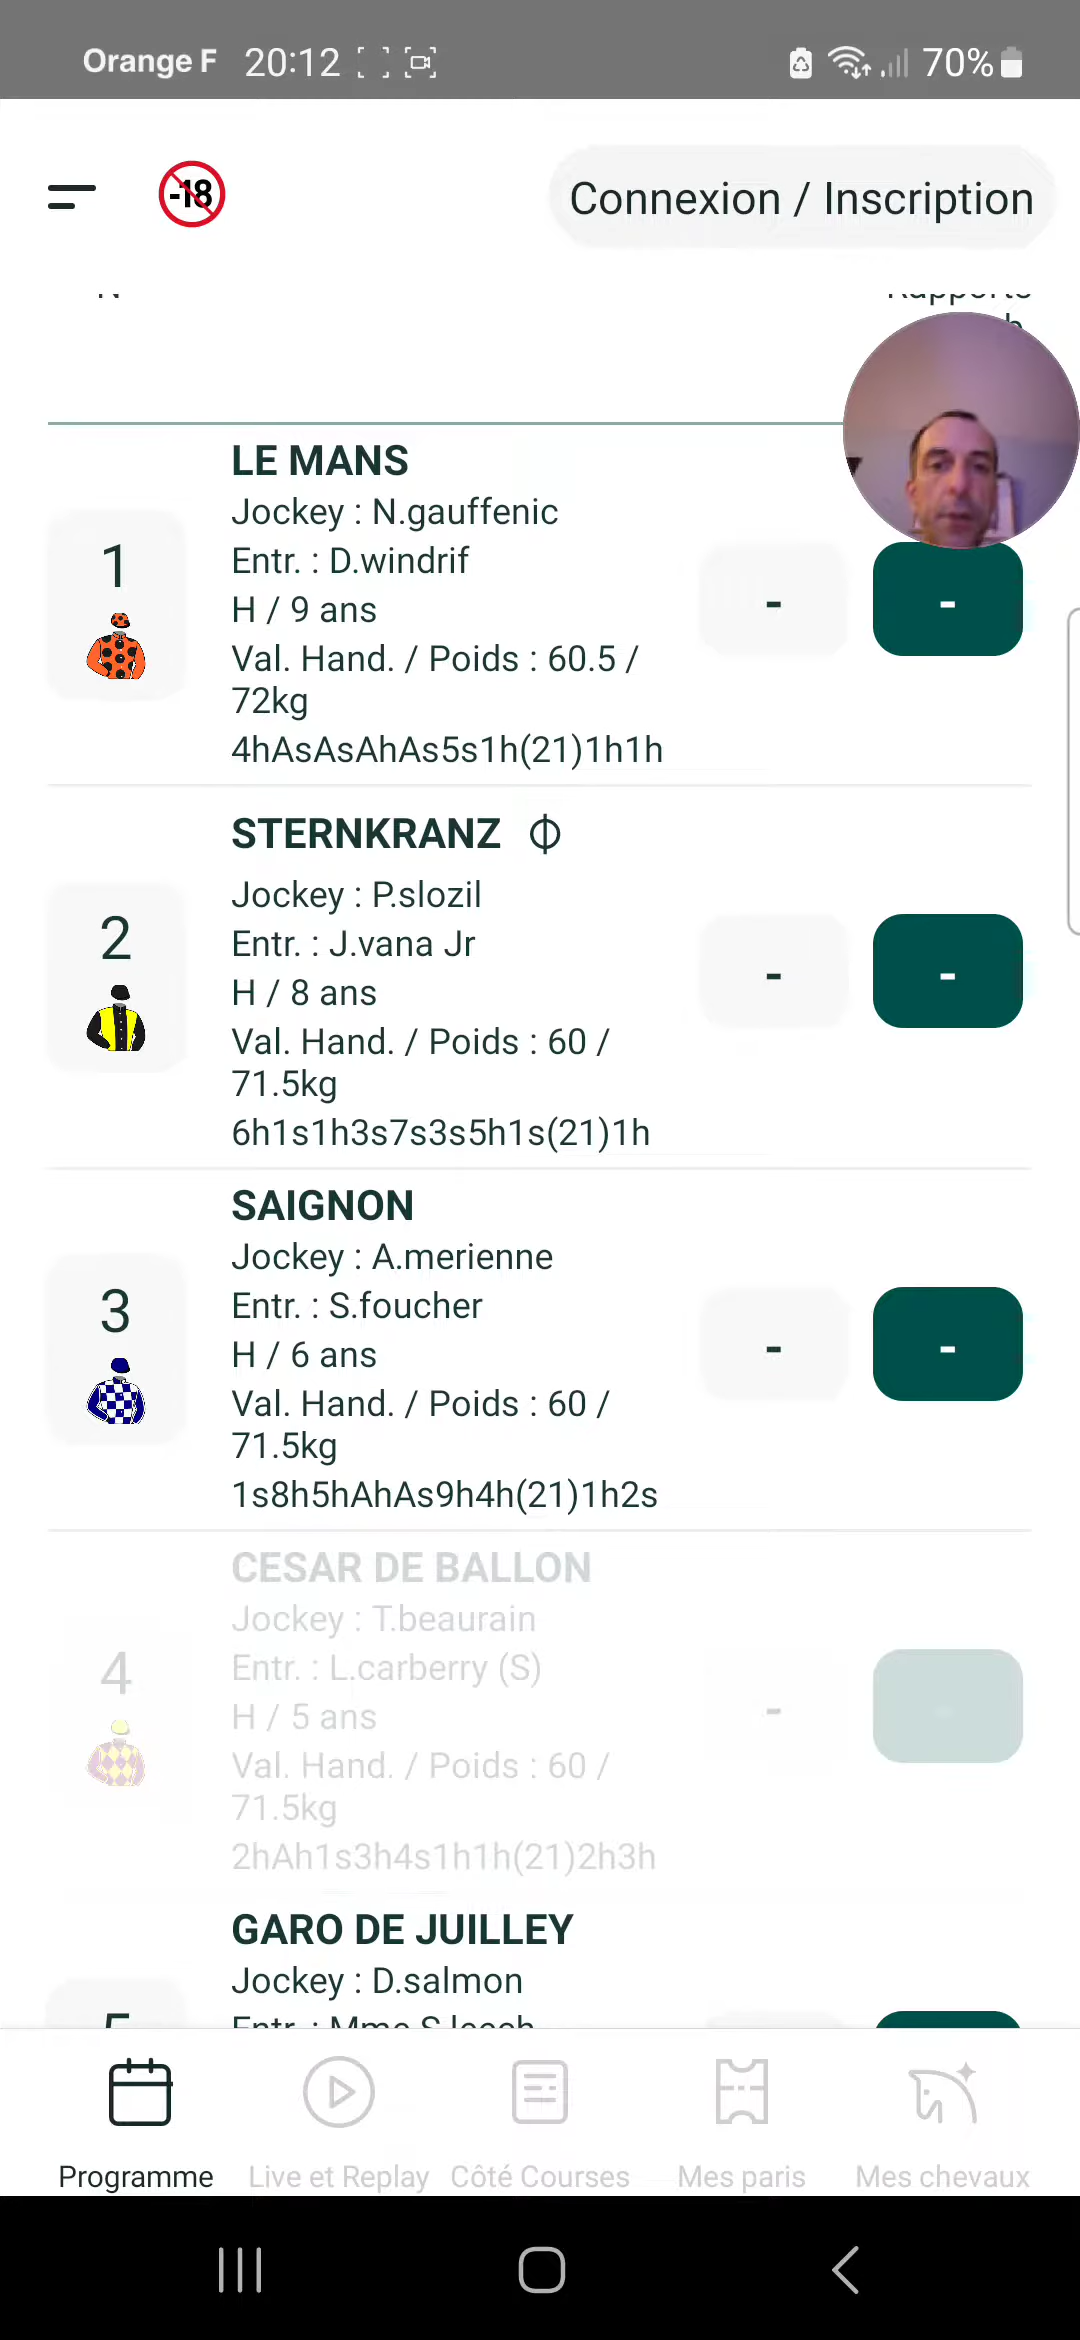 Orange F 20:12 70%
-18
Connexion / Inscription
LE MANS
Jockey : N.gauffenic
Entr. : D.windrif
H / 9 ans
Val. Hand. / Poids : 60.5 /
72kg
4hAsAsAhAs5s1h(21)1h1h
1
-
-
STERNKRANZ
Jockey : P.slozil
Entr. : J.vana Jr
H / 8 ans
Val. Hand. / Poids : 60 /
71.5kg
6h1s1h3s7s3s5h1s(21)1h
2
-
-
SAIGNON
Jockey : A.merienne
Entr. : S.foucher
H / 6 ans
Val. Hand. / Poids : 60 /
71.5kg
1s8h5hAhAs9h4h(21)1h2s
3
-
-
CESAR DE BALLON
Jockey : T.beaurain
Entr. : L.carberry (S)
H / 5 ans
Val. Hand. / Poids : 60 /
71.5kg
2hAh1s3h4s1h1h(21)2h3h
4
-
-
GARO DE JUILLEY
Jockey : D.salmon
Entr. : Mme S.leech
5
Programme
Live et Replay
Côté Courses
Mes paris
Mes chevaux